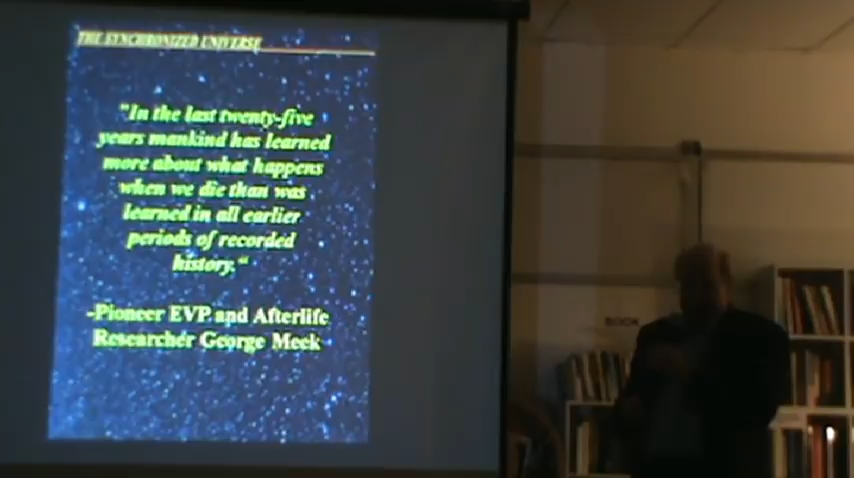 THE SYNCHRONIZED UNIVERSE
"In the last twenty-five
years mankind has learned
more about what happens
when we die than was
learned in all earlier
periods of recorded
history."
-Pioneer EVP and Afterlife
Researcher George Meek
BOOK